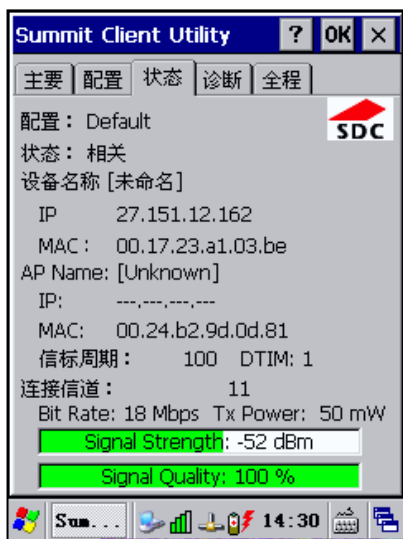 Summit Client Utility ? OK ×
主要 配置 状态 诊断 全程
配置： Default
SDC
状态： 相关
设备名称 [未命名]
IP 27.151.12.162
MAC： 00.17.23.a1.03.be
AP Name: [Unknown]
IP: ---.---.---.---
MAC: 00.24.b2.9d.0d.81
信标周期： 100 DTIM: 1
连接信道： 11
Bit Rate: 18 Mbps Tx Power: 50 mW
Signal Strength: -52 dBm
Signal Quality: 100 %
Sum... 14:30